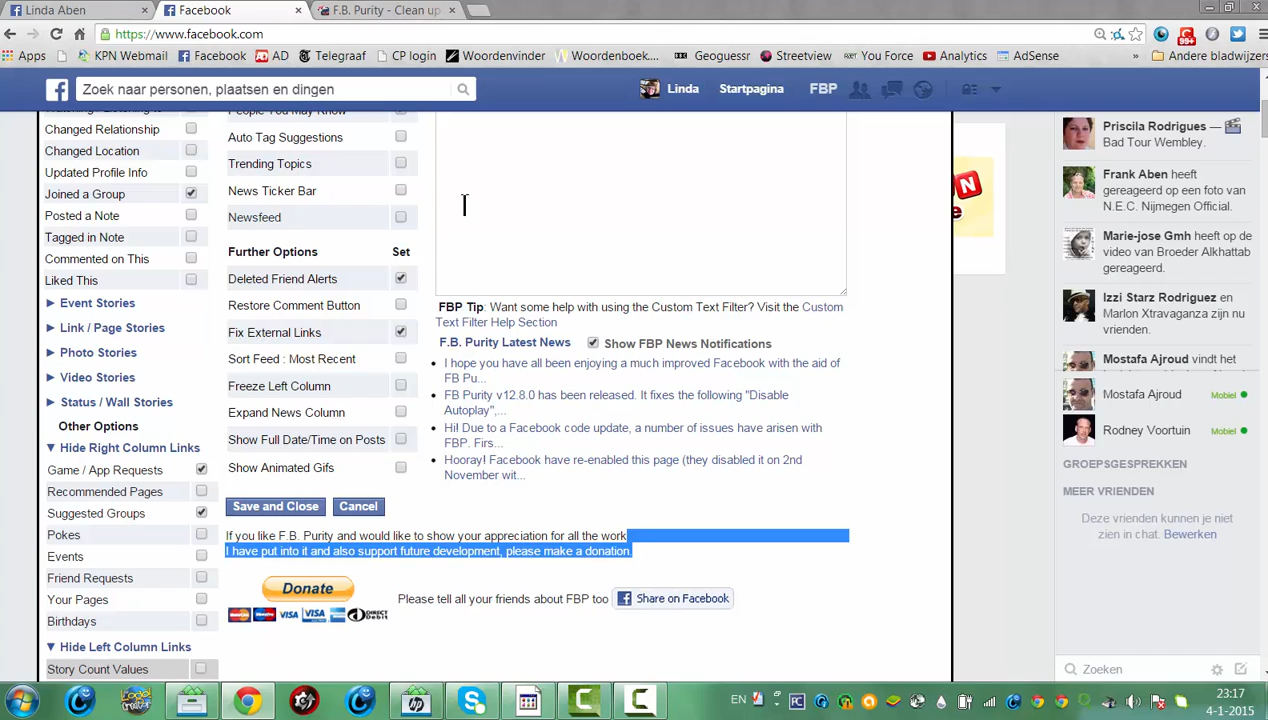 Linda Aben
Facebook
F.B. Purity - Clean up
https://www.facebook.com
Apps
KPN Webmail
Facebook
AD
Telegraaf
CP login
Woordenvinder
Woordenboek...
Geoguessr
Streetview
You Force
Analytics
AdSense
Andere bladwijzers
99+
Zoek naar personen, plaatsen en dingen
Linda
Startpagina
FBP
Changed Relationship
Changed Location
Updated Profile Info
Joined a Group
Posted a Note
Tagged in Note
Commented on This
Liked This
Event Stories
Link / Page Stories
Photo Stories
Video Stories
Status / Wall Stories
Other Options
Hide Right Column Links
Game / App Requests
Recommended Pages
Suggested Groups
Pokes
Events
Friend Requests
Your Pages
Birthdays
Hide Left Column Links
Story Count Values
People You May Know
Auto Tag Suggestions
Trending Topics
News Ticker Bar
Newsfeed
Further Options Set
Deleted Friend Alerts
Restore Comment Button
Fix External Links
Sort Feed : Most Recent
Freeze Left Column
Expand News Column
Show Full Date/Time on Posts
Show Animated Gifs
Save and Close
Cancel
FBP Tip: Want some help with using the Custom Text Filter? Visit the Custom
Text Filter Help Section
F.B. Purity Latest News
Show FBP News Notifications
I hope you have all been enjoying a much improved Facebook with the aid of
FB Pu...
FB Purity v12.8.0 has been released. It fixes the following "Disable
Autoplay",...
Hi! Due to a Facebook code update, a number of issues have arisen with
FBP. Firs...
Hooray! Facebook have re-enabled this page (they disabled it on 2nd
November wit...
If you like F.B. Purity and would like to show your appreciation for all the work
I have put into it and also support future development, please make a donation.
Donate
VISA
VISA
DIRECT
Debit
Please tell all your friends about FBP too
Share on Facebook
Priscila Rodrigues —
Bad Tour Wembley.
Frank Aben heeft
gereageerd op een foto van
N.E.C. Nijmegen Official.
Marie-jose Gmh heeft op de
video van Broeder Alkhattab
gereageerd.
Izzi Starz Rodriguez en
Marlon Xtravaganza zijn nu
vrienden.
Mostafa Ajroud vindt het
Mostafa Ajroud
Mobiel
Rodney Voortuin
Mobiel
GROEPSGESPREKKEN
MEER VRIENDEN
Deze vrienden kunnen niet
zien in chat. Bewerken
Zoeken
EN
23:17
4-1-2015